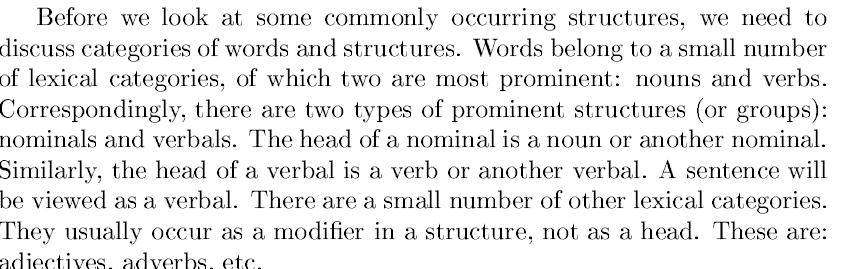 Before we look at some commonly occurring structures, we need to
discuss categories of words and structures. Words belong to a small number
of lexical categories, of which two are most prominent: nouns and verbs.
Correspondingly, there are two types of prominent structures (or groups):
nominals and verbals. The head of a nominal is a noun or another nominal.
Similarly, the head of a verbal is a verb or another verbal. A sentence will
be viewed as a verbal. There are a small number of other lexical categories.
They usually occur as a modifier in a structure, not as a head. These are:
adjectives, adverbs, etc.